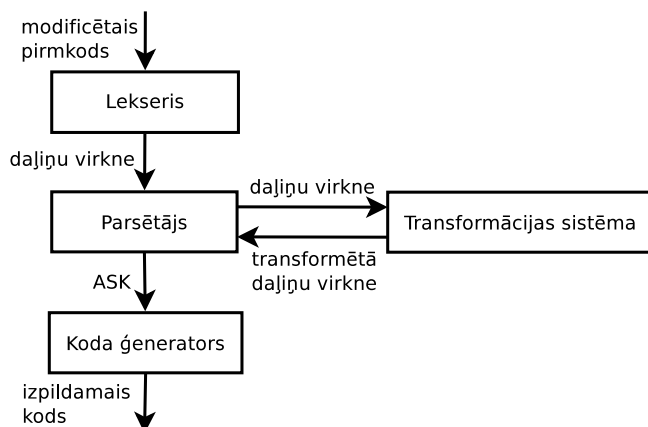 modificētais
pirmkods
Lekseris
daļiņu virkne
daļiņu virkne
Parsētājs
Transformācijas sistēma
transformētā
daļiņu virkne
ASK
Koda ģenerators
izpildamais
kods